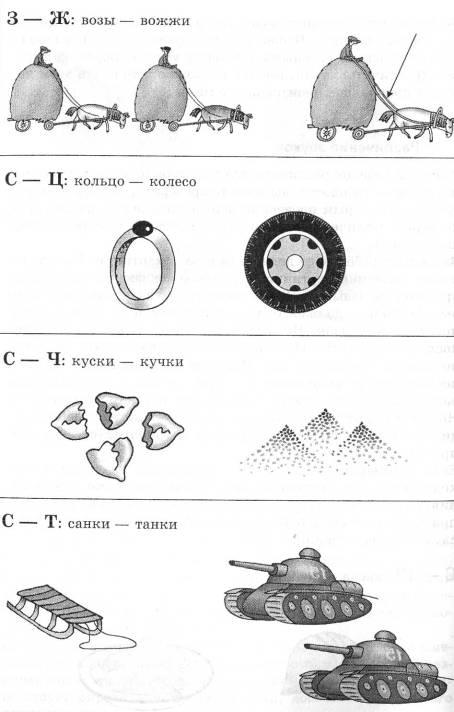 З — Ж: возы — вожжи
С — Ц: кольцо — колесо
С — Ч: куски — кучки
С — Т: санки — танки